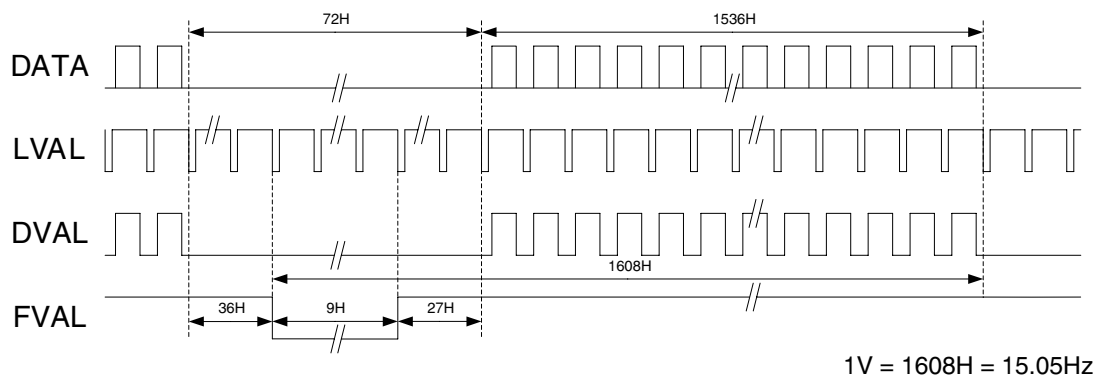 72H 1536H
DATA
LVAL
DVAL
1608H
36H 9H 27H
FVAL
1V = 1608H = 15.05Hz